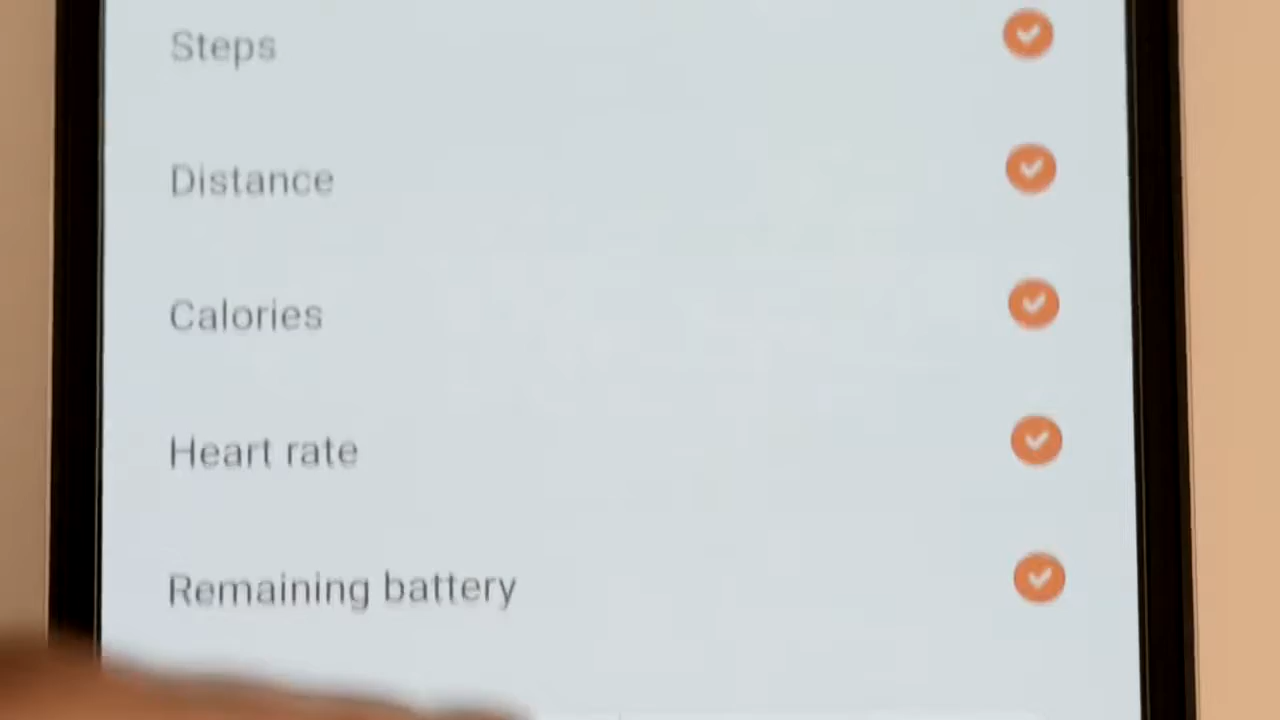 Steps
Distance
Calories
Heart rate
Remaining battery